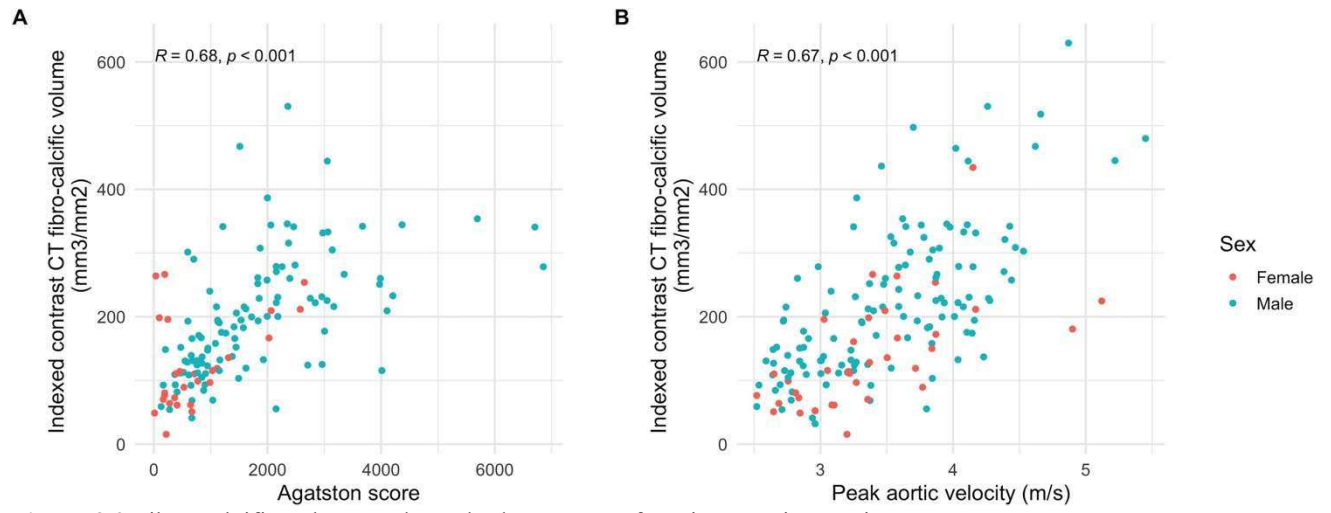 A
B
Indexed contrast CT fibro-calcific volume
(mm3/mm2)
R = 0.68, p < 0.001
600
400
200
0
0
2000
4000
6000
Agatston score
Indexed contrast CT fibro-calcific volume
(mm3/mm2)
R = 0.67, p < 0.001
600
400
200
0
3
4
5
Peak aortic velocity (m/s)
Sex
Female
Male